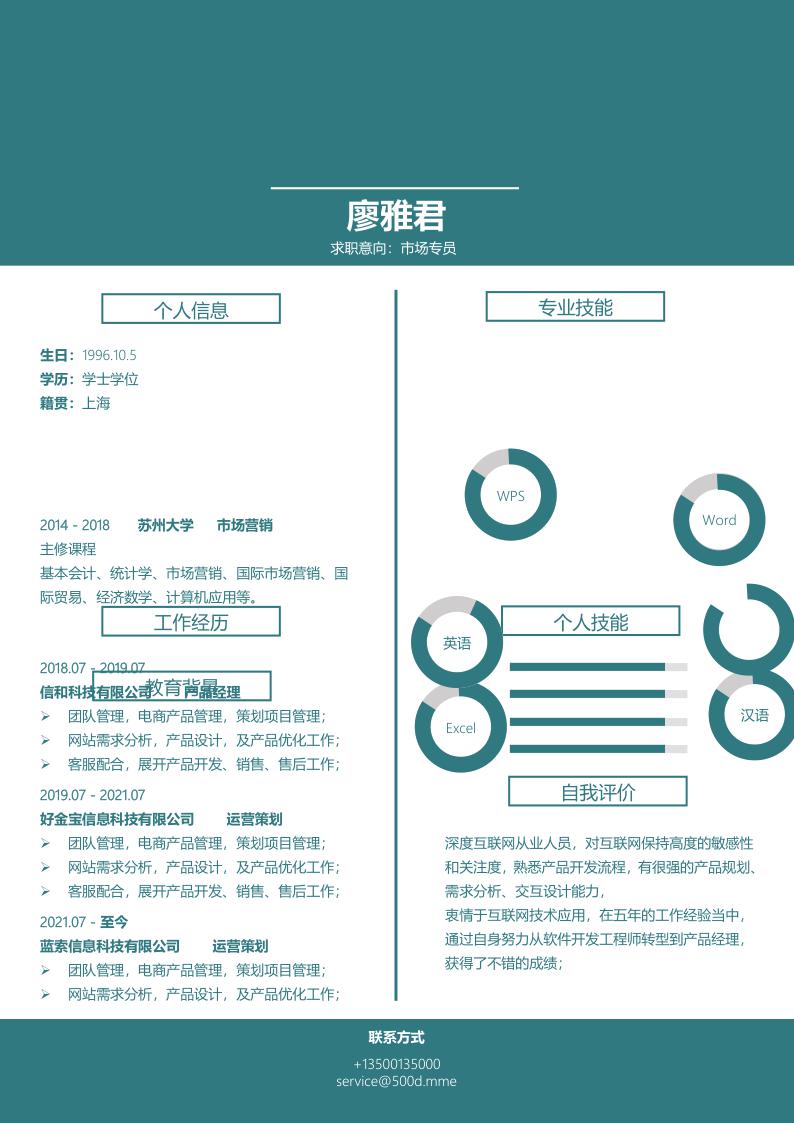 廖雅君
求职意向：市场专员
个人信息
生日：1996.10.5
学历：学士学位
籍贯：上海
2014 - 2018 苏州大学 市场营销
主修课程
基本会计、统计学、市场营销、国际市场营销、国
际贸易、经济数学、计算机应用等。
工作经历
2018.07 - 2019.07
教育背景
信和科技有限公司 产品经理
➢ 团队管理，电商产品管理，策划项目管理；
➢ 网站需求分析，产品设计，及产品优化工作；
➢ 客服配合，展开产品开发、销售、售后工作；
2019.07 - 2021.07
好金宝信息科技有限公司 运营策划
➢ 团队管理，电商产品管理，策划项目管理；
➢ 网站需求分析，产品设计，及产品优化工作；
➢ 客服配合，展开产品开发、销售、售后工作；
2021.07 - 至今
蓝索信息科技有限公司 运营策划
➢ 团队管理，电商产品管理，策划项目管理；
➢ 网站需求分析，产品设计，及产品优化工作；
专业技能
WPS
Word
英语
个人技能
汉语
Excel
自我评价
深度互联网从业人员，对互联网保持高度的敏感性
和关注度，熟悉产品开发流程，有很强的产品规划、
需求分析、交互设计能力，
衷情于互联网技术应用，在五年的工作经验当中，
通过自身努力从软件开发工程师转型到产品经理，
获得了不错的成绩；
联系方式
+13500135000
service@500d.mme